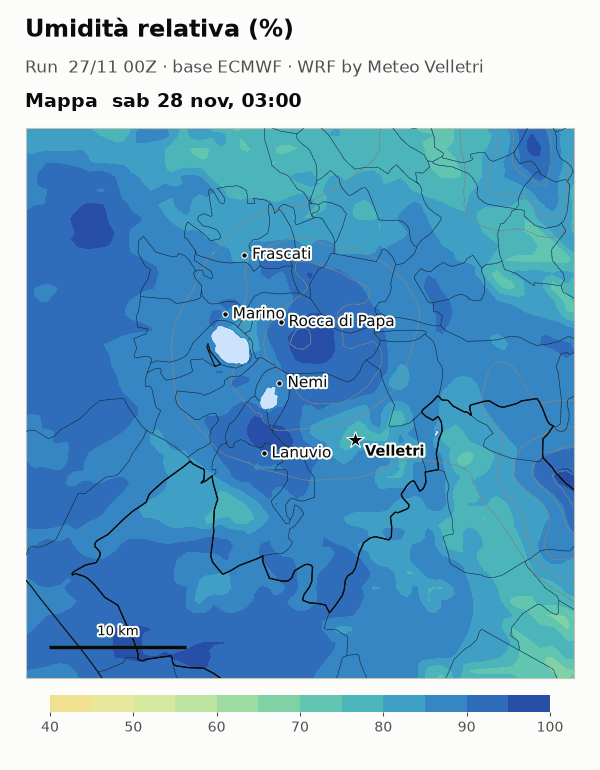 Umidità relativa (%)
Run  27/11 00Z · base ECMWF · WRF by Meteo Velletri
Mappa  sab 28 nov, 03:00
Frascati
Marino
Rocca di Papa
Nemi
Velletri
Lanuvio
10 km
40 50 60 70 80 90 100